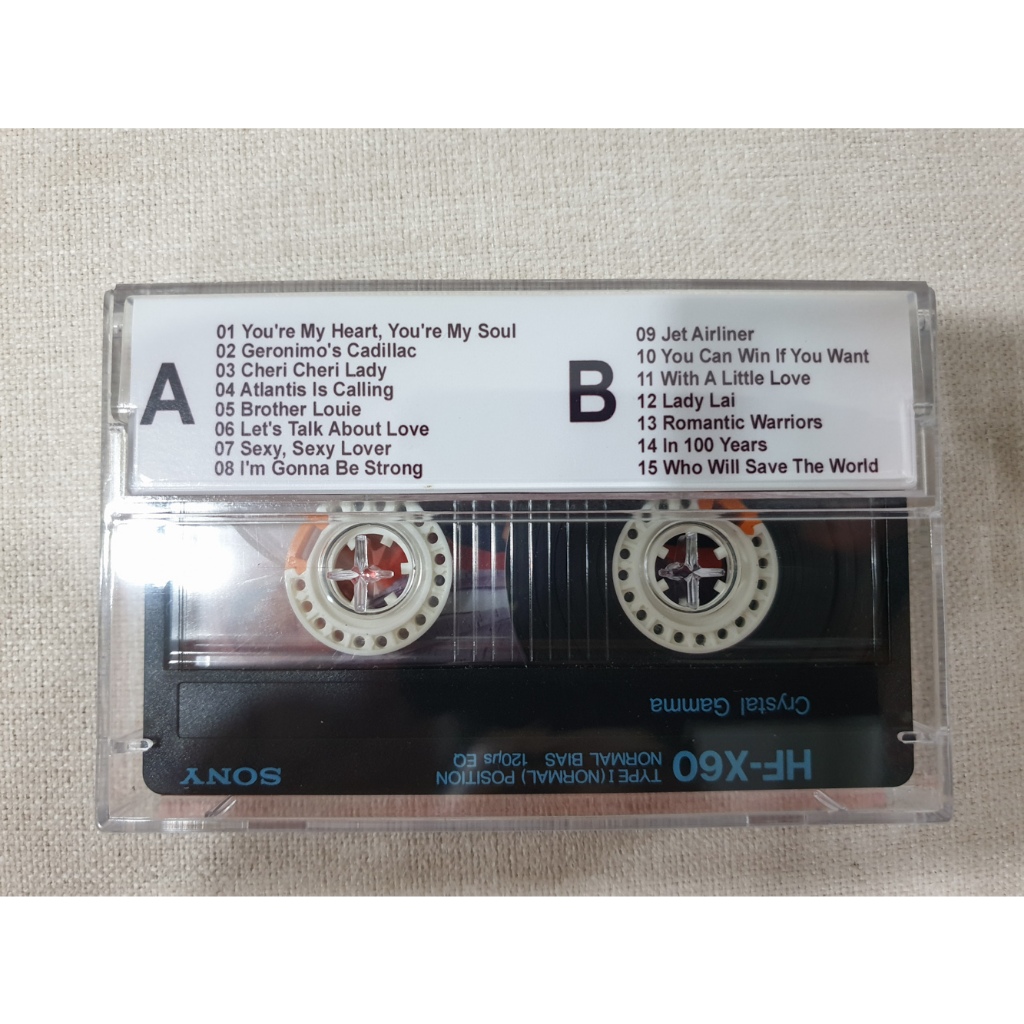 A
01 You're My Heart, You're My Soul
02 Geronimo's Cadillac
03 Cheri Cheri Lady
04 Atlantis Is Calling
05 Brother Louie
06 Let's Talk About Love
07 Sexy, Sexy Lover
08 I'm Gonna Be Strong
B
09 Jet Airliner
10 You Can Win If You Want
11 With A Little Love
12 Lady Lai
13 Romantic Warriors
14 In 100 Years
15 Who Will Save The World
Crystal Gamma
HF-X60
TYPE I (NORMAL) POSITION
NORMAL BIAS 120μs EQ
SONY